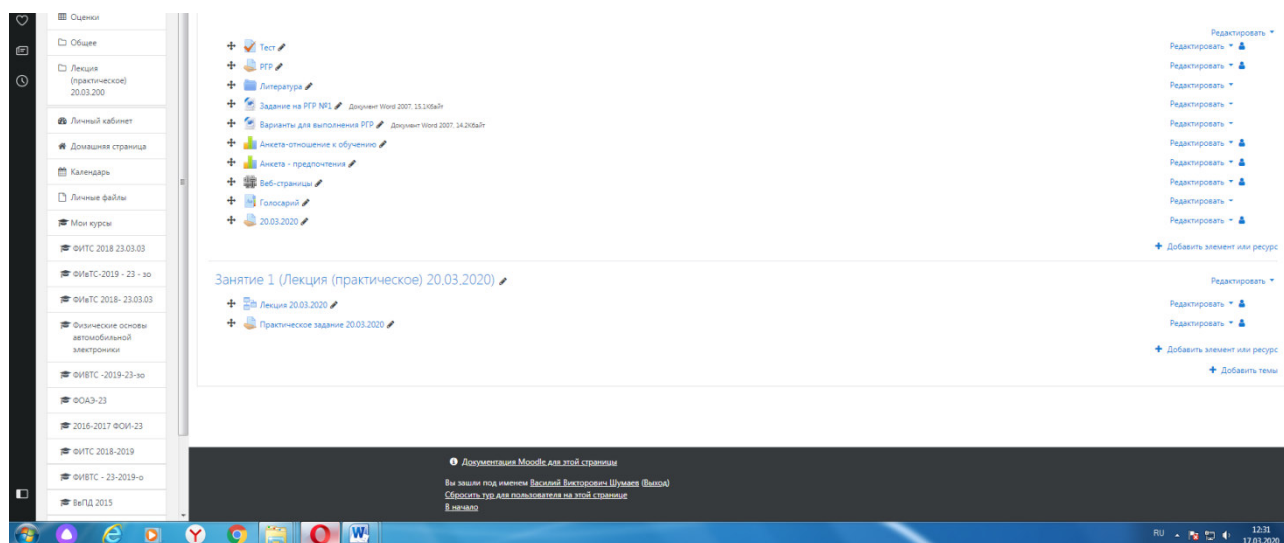 Оценки
Общее
Лекция
(практическое)
20.03.200
Личный кабинет
Домашняя страница
Календарь
Личные файлы
Мои курсы
ФИТС 2018 23.03.03
ФИвТС-2019 - 23 - зо
ФИвТС 2018- 23.03.03
Физические основы
автомобильной
электроники
ФИВТС -2019-23-зо
ФОАЭ-23
2016-2017 ФОИ-23
ФИТС 2018-2019
ФИВТС - 23-2019-о
ВвПД 2015
Редактировать
Тест Редактировать
РГР Редактировать
Литература Редактировать
Задание на РГР №1 Документ Word 2007, 15.1Кбайт Редактировать
Варианты для выполнения РГР Документ Word 2007, 14.2Кбайт Редактировать
Анкета-отношение к обучению Редактировать
Анкета - предпочтения Редактировать
Веб-страницы Редактировать
Голосарий Редактировать
20.03.2020 Редактировать
Добавить элемент или ресурс
Занятие 1 (Лекция (практическое) 20.03.2020) Редактировать
Лекция 20.03.2020 Редактировать
Практическое задание 20.03.2020 Редактировать
Добавить элемент или ресурс
Добавить темы
Документация Moodle для этой страницы
Вы зашли под именем Василий Викторович Шумаев (Выход)
Сбросить тур для пользователя на этой странице
В начало
RU 12:31
17.03.2020